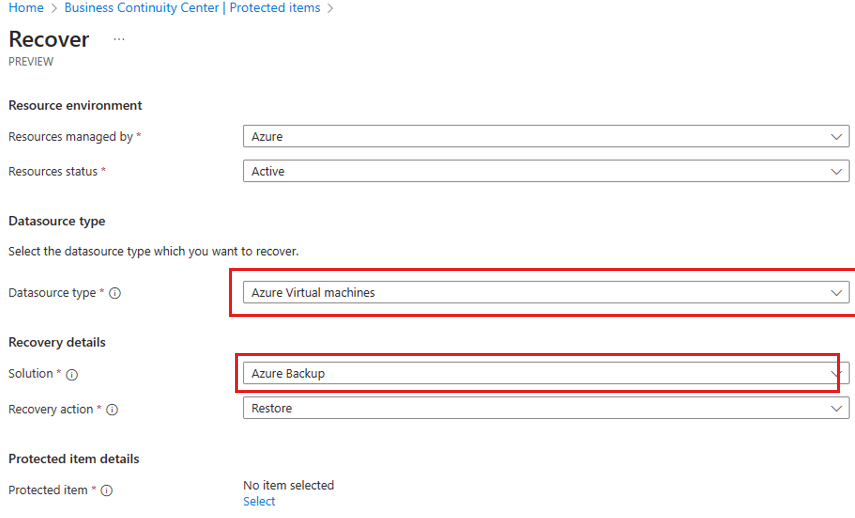 Home > Business Continuity Center | Protected items >
Recover ...
PREVIEW
Resource environment
Resources managed by * Azure
Resources status * Active
Datasource type
Select the datasource type which you want to recover.
Datasource type * Azure Virtual machines
Recovery details
Solution * Azure Backup
Recovery action * Restore
Protected item details
Protected item * No item selected
Select